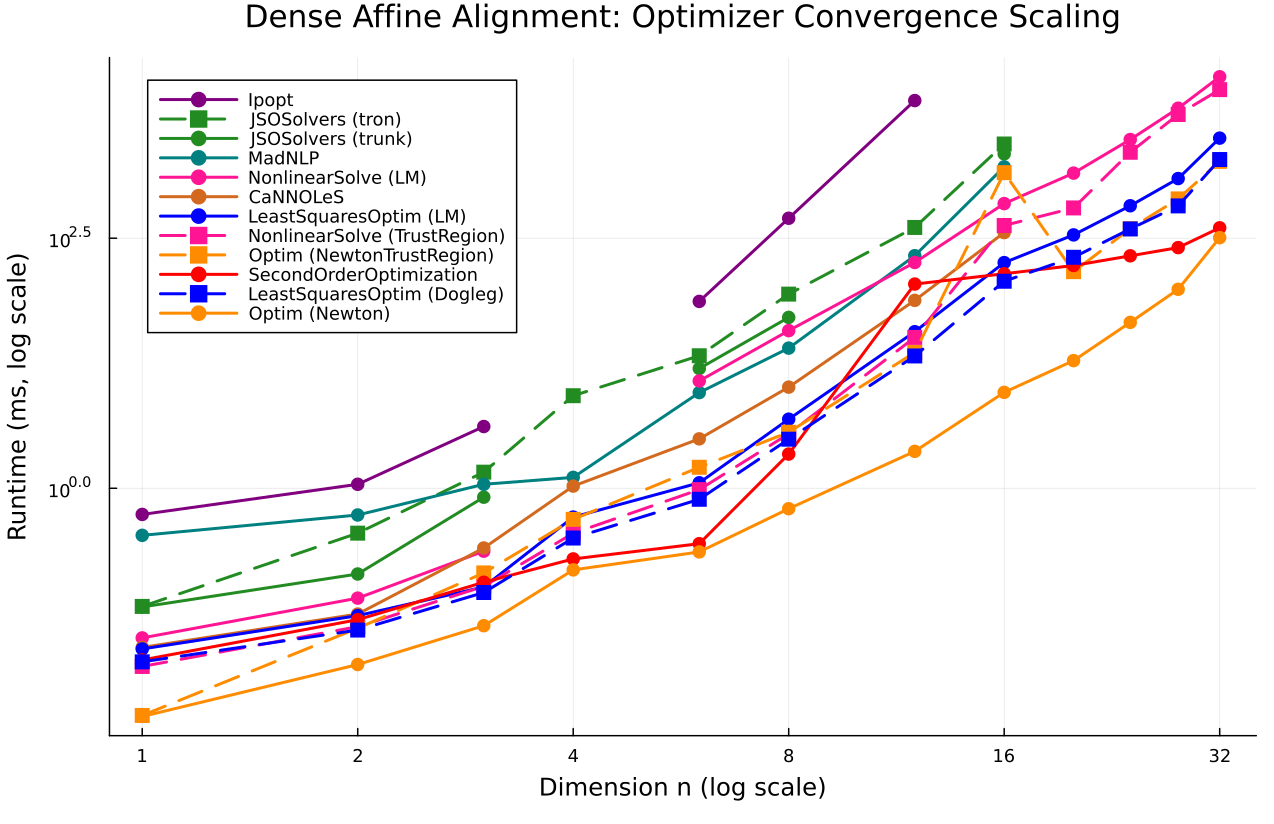 Dense Affine Alignment: Optimizer Convergence Scaling
Ipopt
JSOSolvers (tron)
JSOSolvers (trunk)
MadNLP
NonlinearSolve (LM)
CaNNOLeS
LeastSquaresOptim (LM)
NonlinearSolve (TrustRegion)
Optim (NewtonTrustRegion)
SecondOrderOptimization
LeastSquaresOptim (Dogleg)
Optim (Newton)
Runtime (ms, log scale)
10^2.5
10^0.0
1 2 4 8 16 32
Dimension n (log scale)